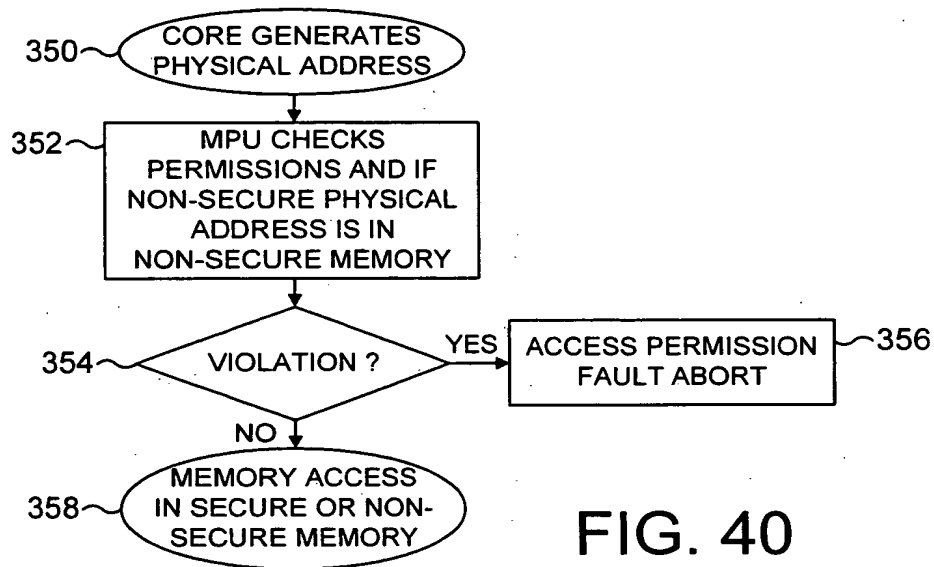 350
CORE GENERATES
PHYSICAL ADDRESS
352
MPU CHECKS
PERMISSIONS AND IF
NON-SECURE PHYSICAL
ADDRESS IS IN
NON-SECURE MEMORY
354
VIOLATION ?
YES
ACCESS PERMISSION
FAULT ABORT
356
NO
358
MEMORY ACCESS
IN SECURE OR NON-
SECURE MEMORY
FIG. 40